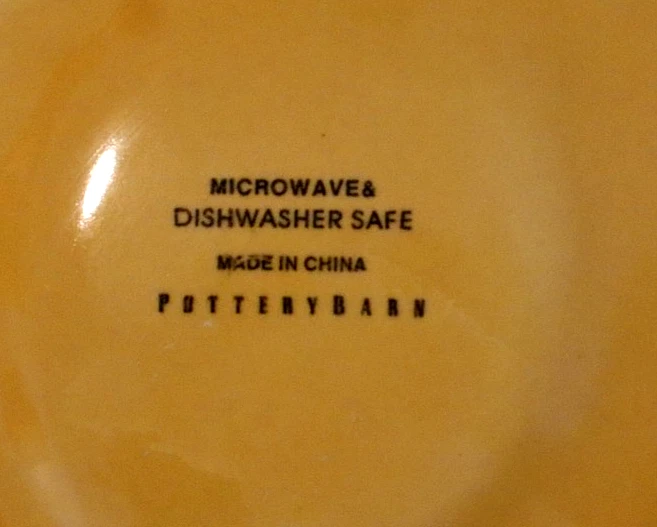 MICROWAVE&
DISHWASHER SAFE
MADE IN CHINA
POTTERYBARN